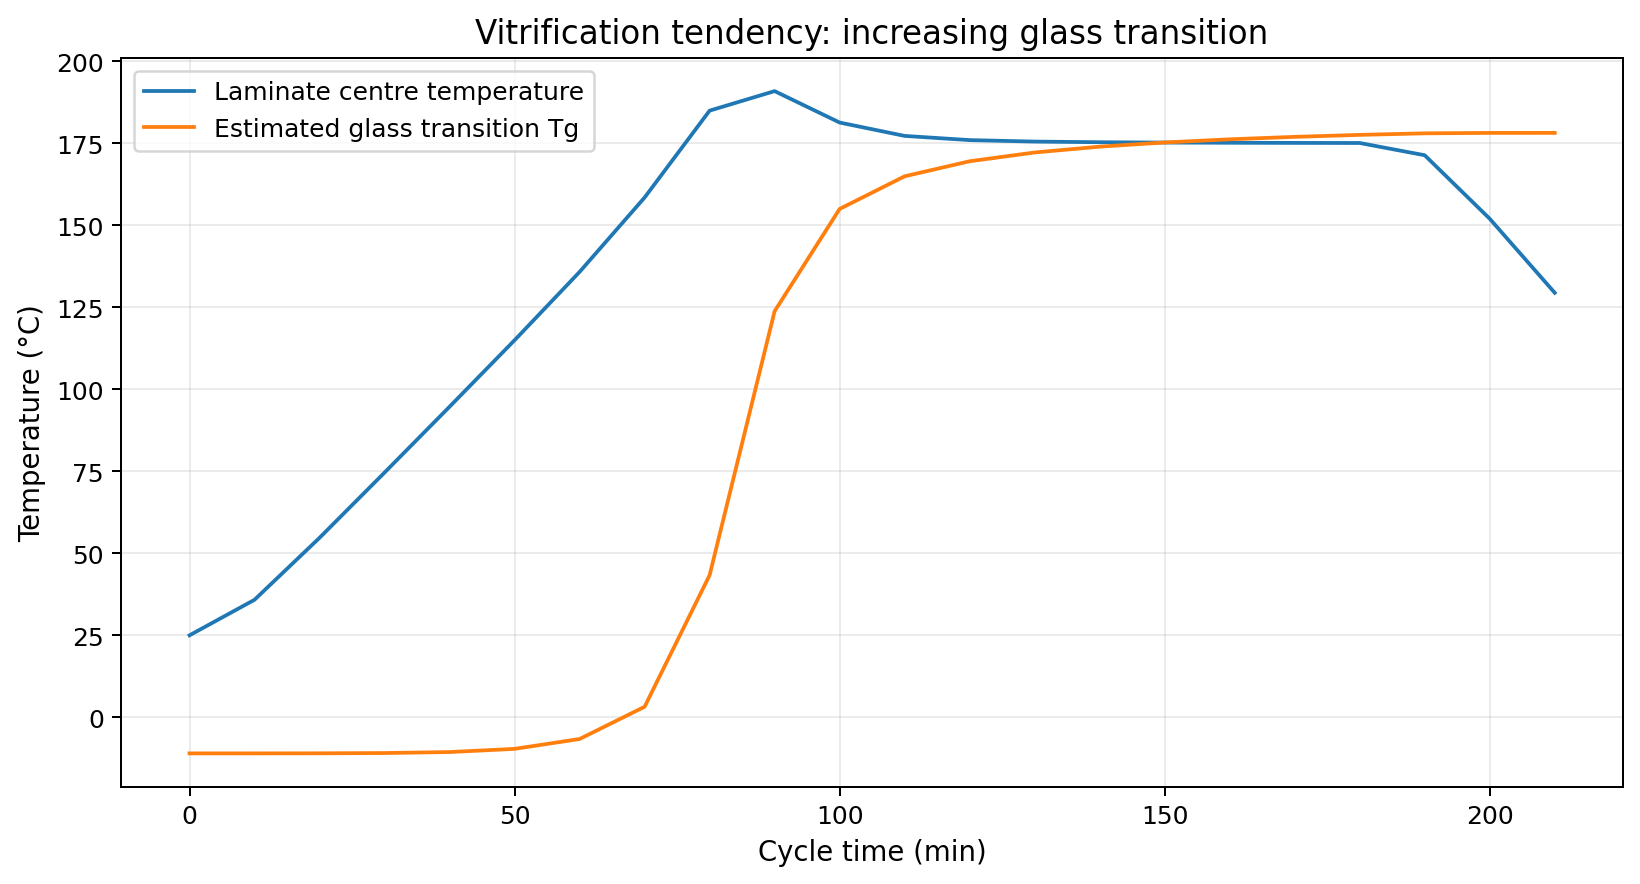 Vitrification tendency: increasing glass transition
Laminate centre temperature
Estimated glass transition Tg
Temperature (°C)
200
175
150
125
100
75
50
25
0
0 50 100 150 200
Cycle time (min)